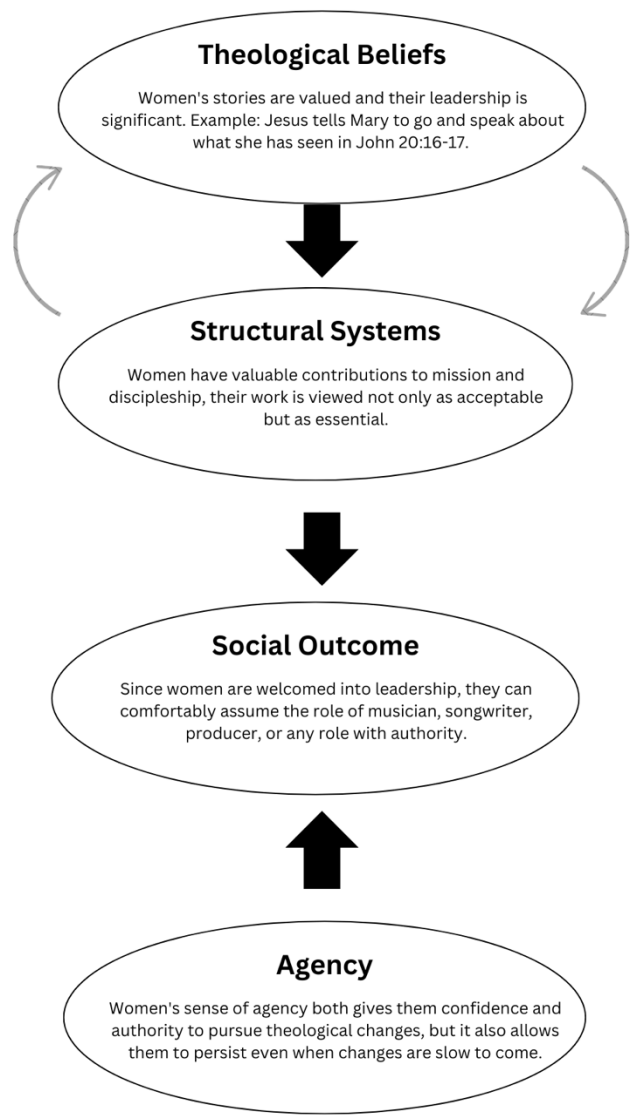 Theological Beliefs
Women's stories are valued and their leadership is
significant. Example: Jesus tells Mary to go and speak about
what she has seen in John 20:16-17.
Structural Systems
Women have valuable contributions to mission and
discipleship, their work is viewed not only as acceptable
but as essential.
Social Outcome
Since women are welcomed into leadership, they can
comfortably assume the role of musician, songwriter,
producer, or any role with authority.
Agency
Women's sense of agency both gives them confidence and
authority to pursue theological changes, but it also allows
them to persist even when changes are slow to come.